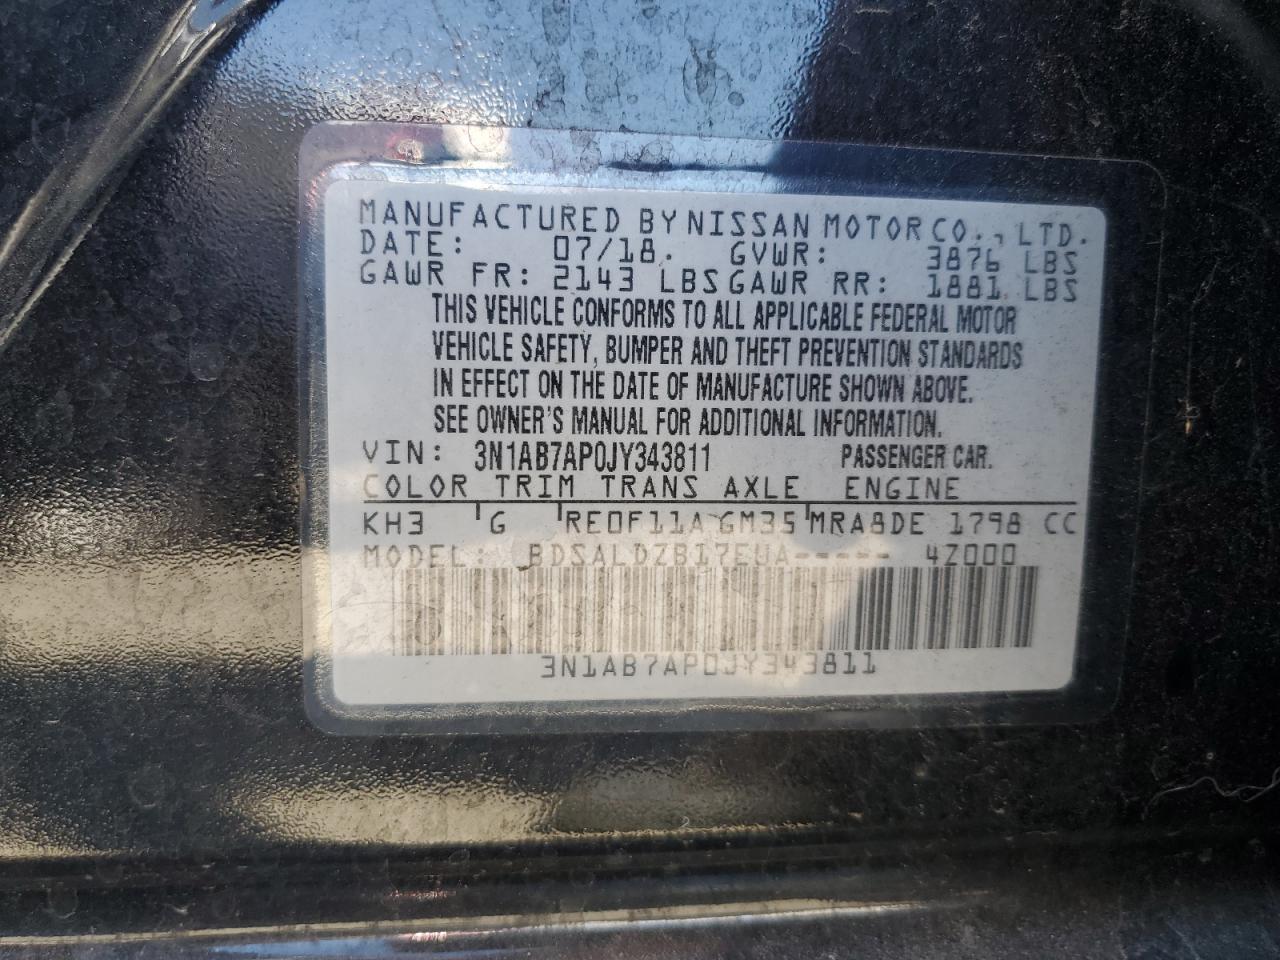 MANUFACTURED BY NISSAN MOTOR CO., LTD.
DATE: 07/18. GVWR: 3876 LBS
GAWR FR: 2143 LBS GAWR RR: 1881 LBS
THIS VEHICLE CONFORMS TO ALL APPLICABLE FEDERAL MOTOR
VEHICLE SAFETY, BUMPER AND THEFT PREVENTION STANDARDS
IN EFFECT ON THE DATE OF MANUFACTURE SHOWN ABOVE.
SEE OWNER'S MANUAL FOR ADDITIONAL INFORMATION.
VIN: 3N1AB7AP0JY343811 PASSENGER CAR.
COLOR TRIM TRANS AXLE ENGINE
KH3 G RE0F11A GM35 MRA8DE 1798 CC
MODEL: BDSALDZB17EUA----- 4Z000
3N1AB7AP0JY343811